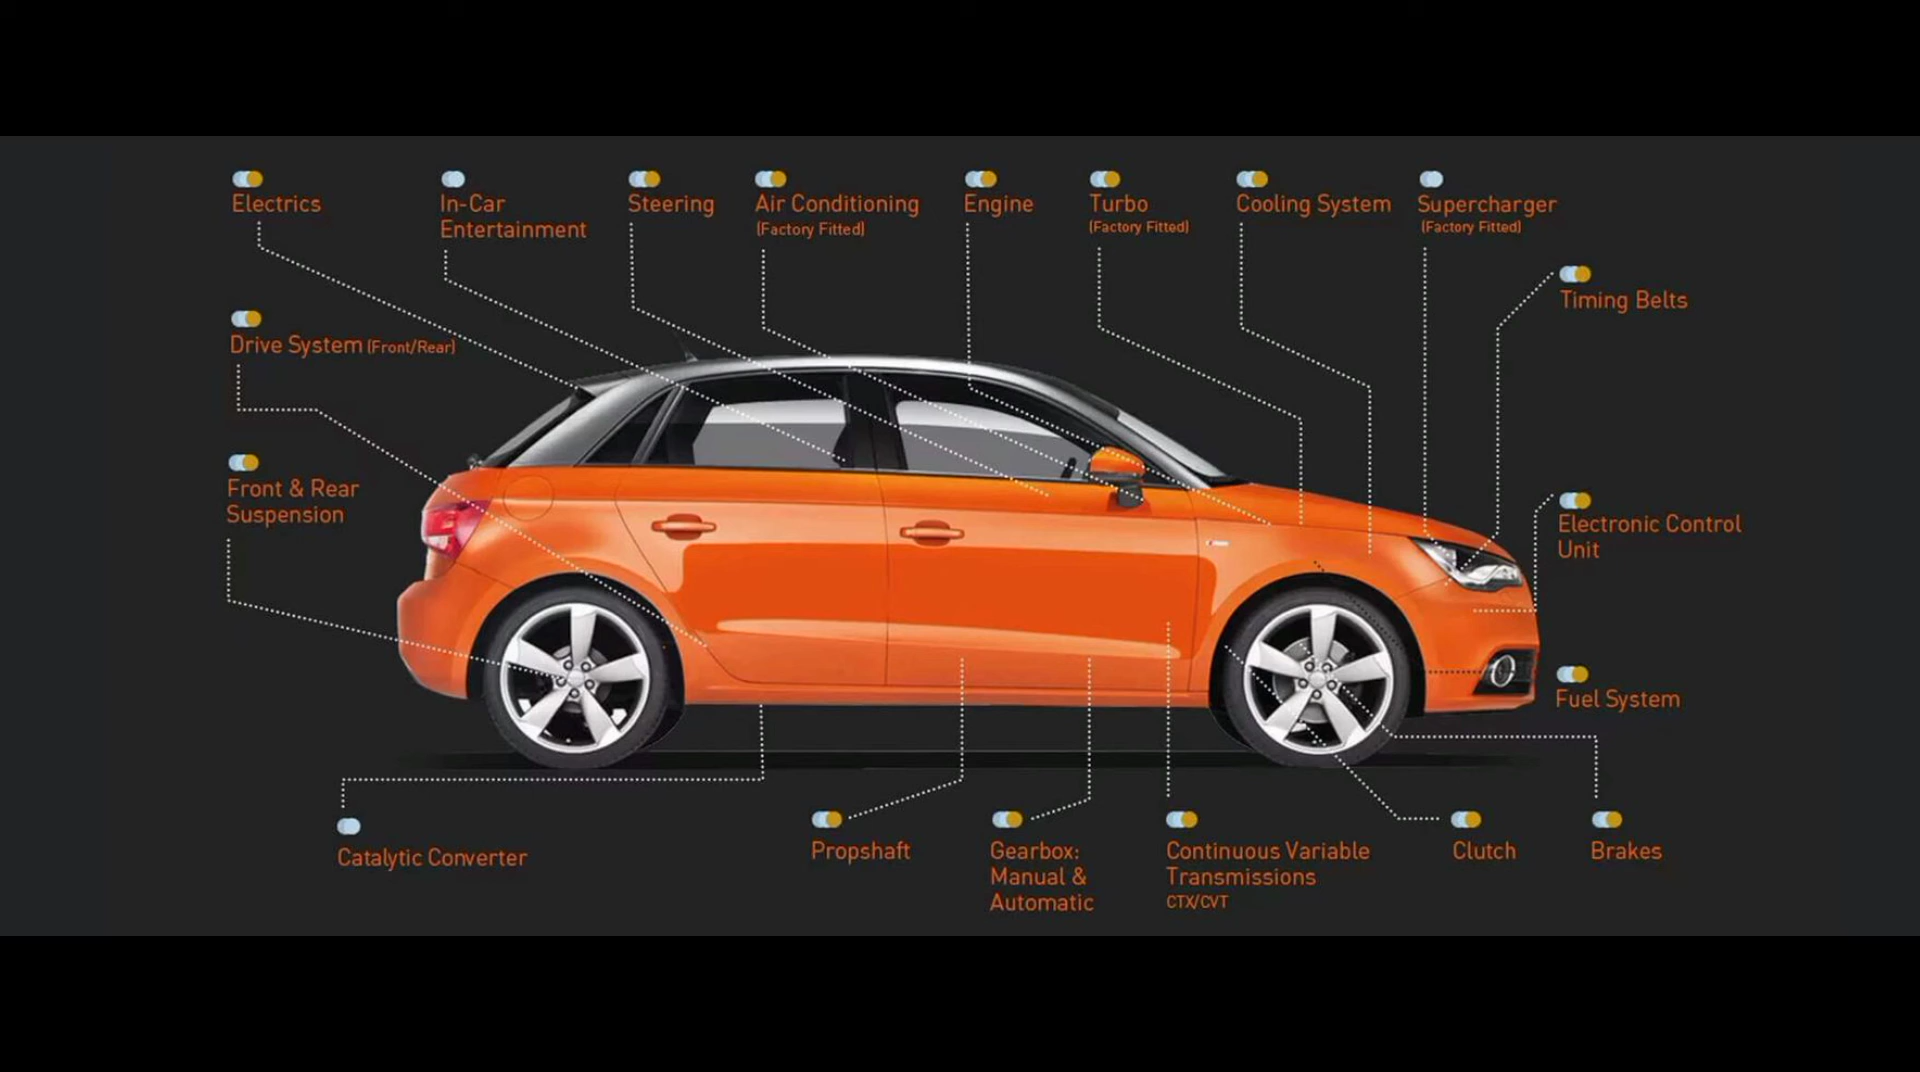 Electrics
In-Car
Entertainment
Steering
Air Conditioning
(Factory Fitted)
Engine
Turbo
(Factory Fitted)
Cooling System
Supercharger
(Factory Fitted)
Timing Belts
Drive System (Front/Rear)
Front & Rear
Suspension
Electronic Control
Unit
Fuel System
Catalytic Converter
Propshaft
Gearbox:
Manual &
Automatic
Continuous Variable
Transmissions
CTX/CVT
Clutch
Brakes